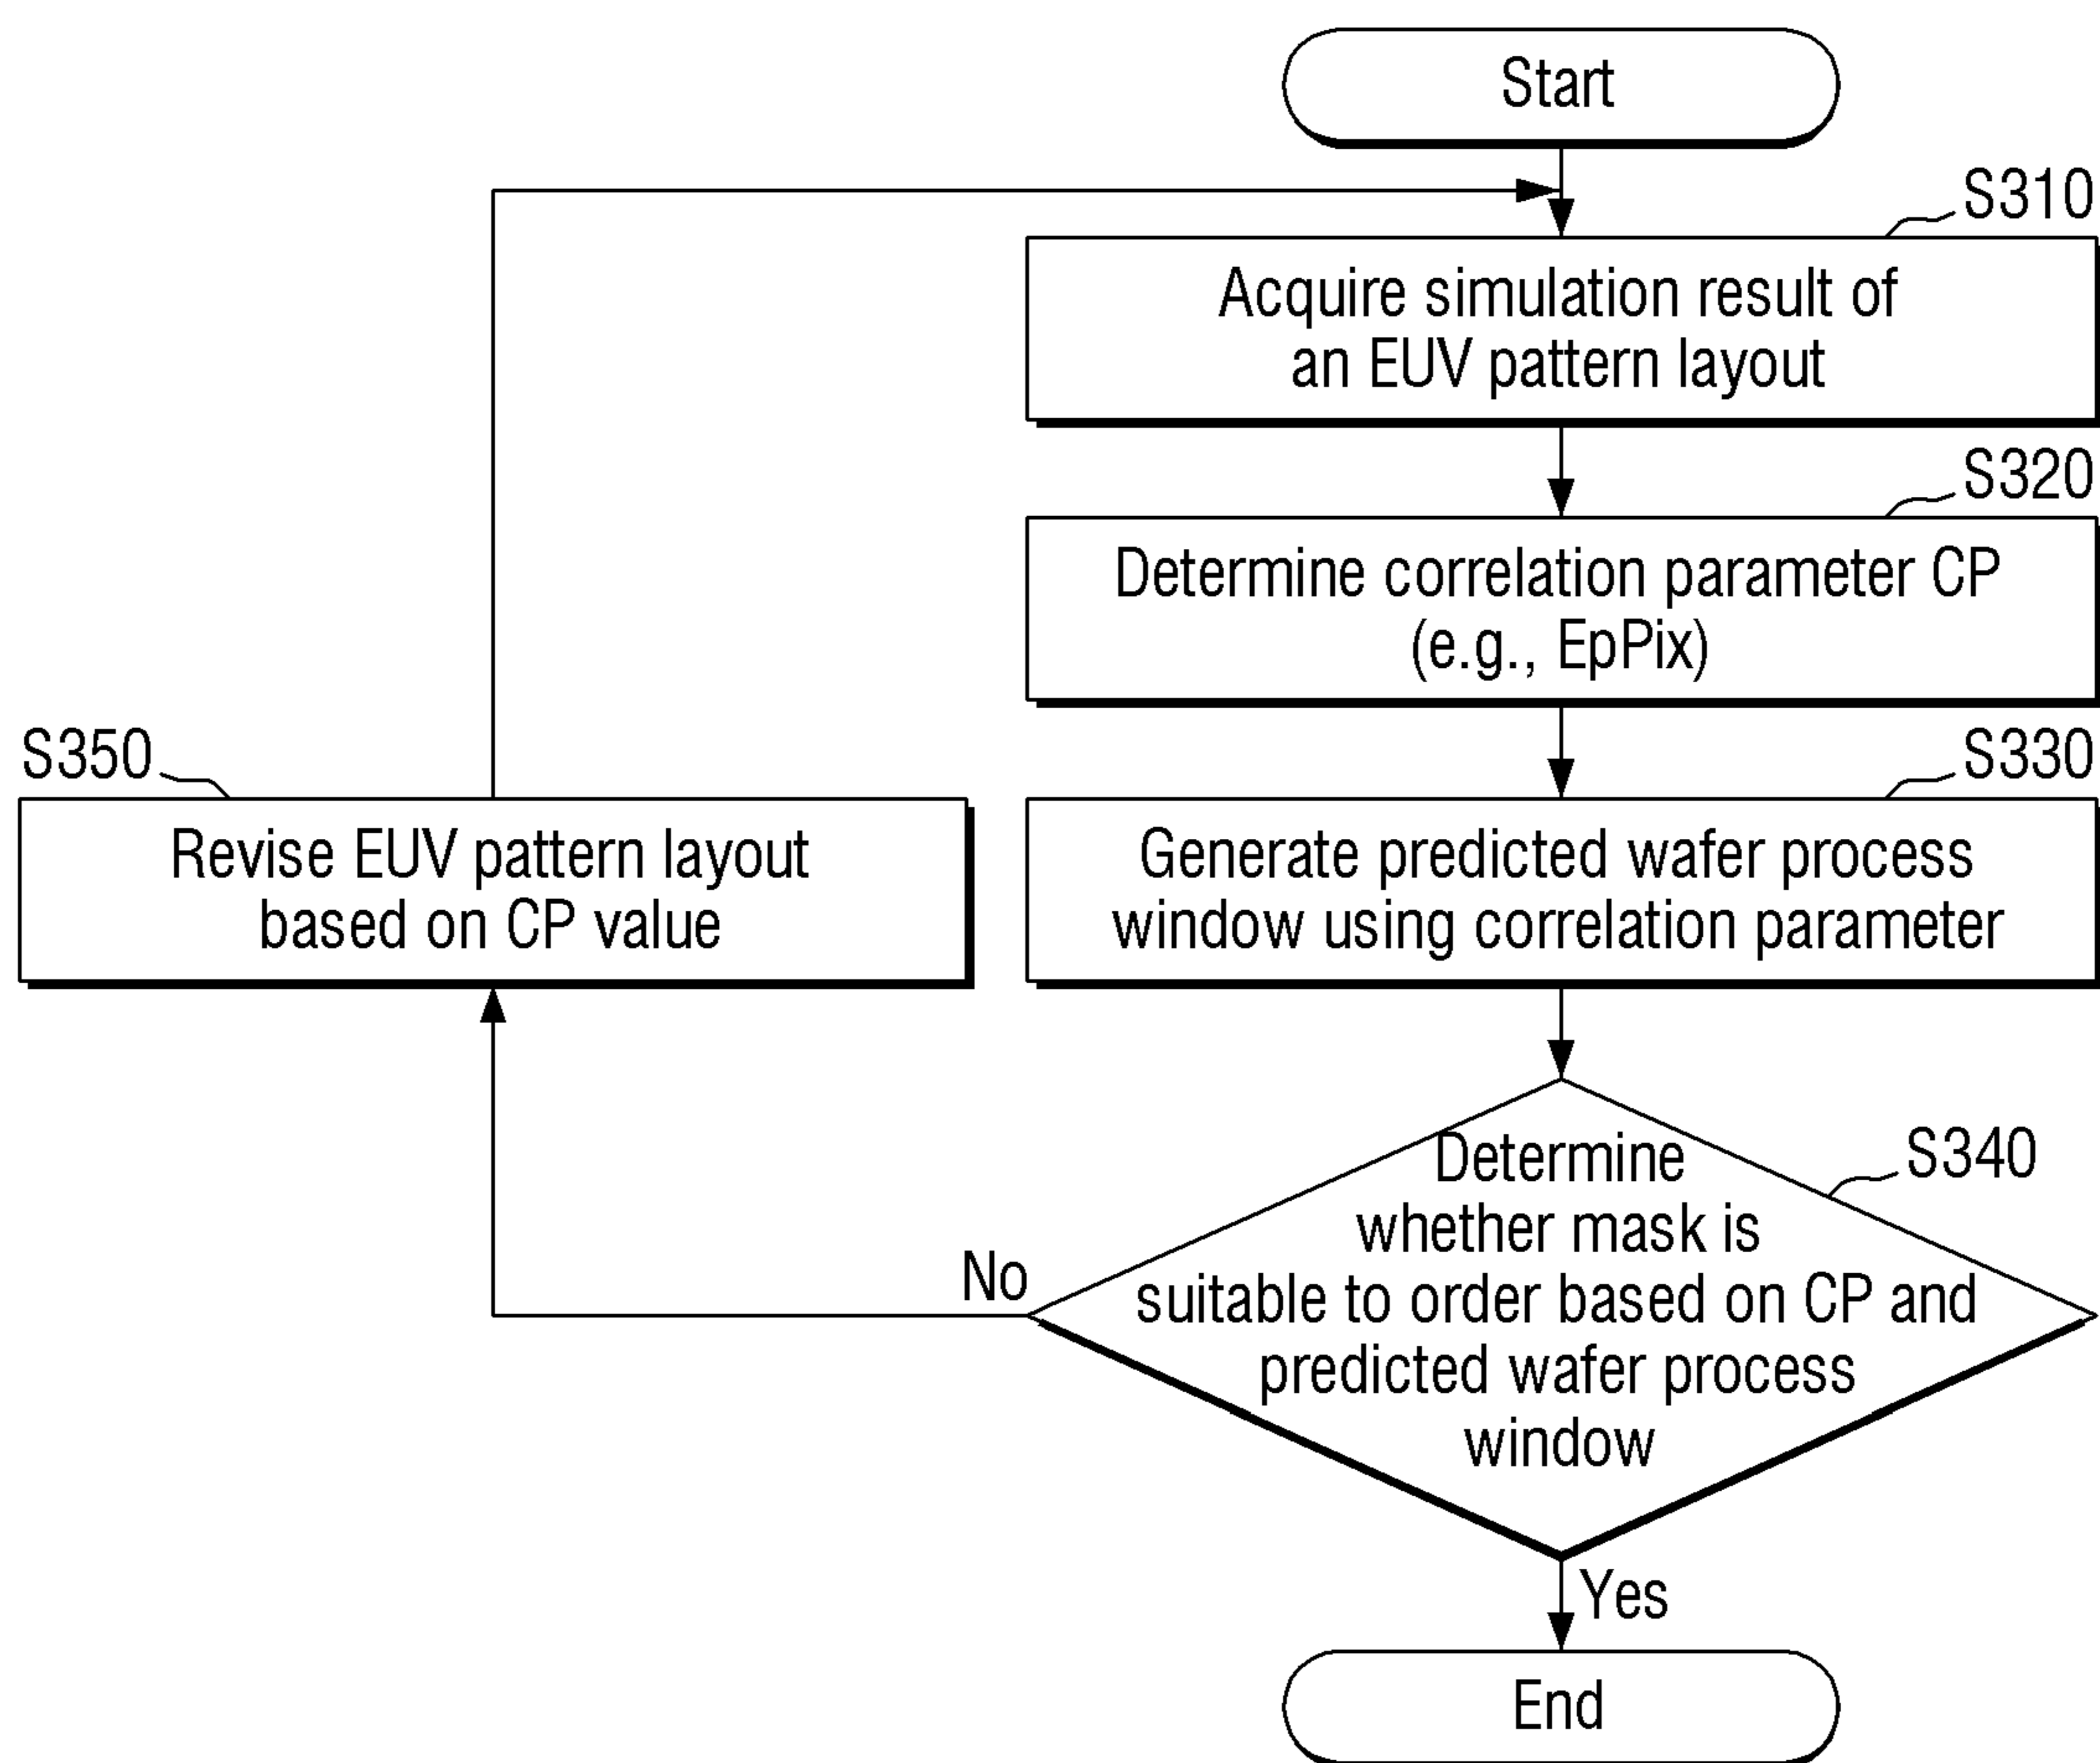 Start
S310
Acquire simulation result of
an EUV pattern layout
S320
Determine correlation parameter CP
(e.g., EpPix)
S330
Generate predicted wafer process
window using correlation parameter
S350
Revise EUV pattern layout
based on CP value
S340
Determine
whether mask is
suitable to order based on CP and
predicted wafer process
window
No
Yes
End